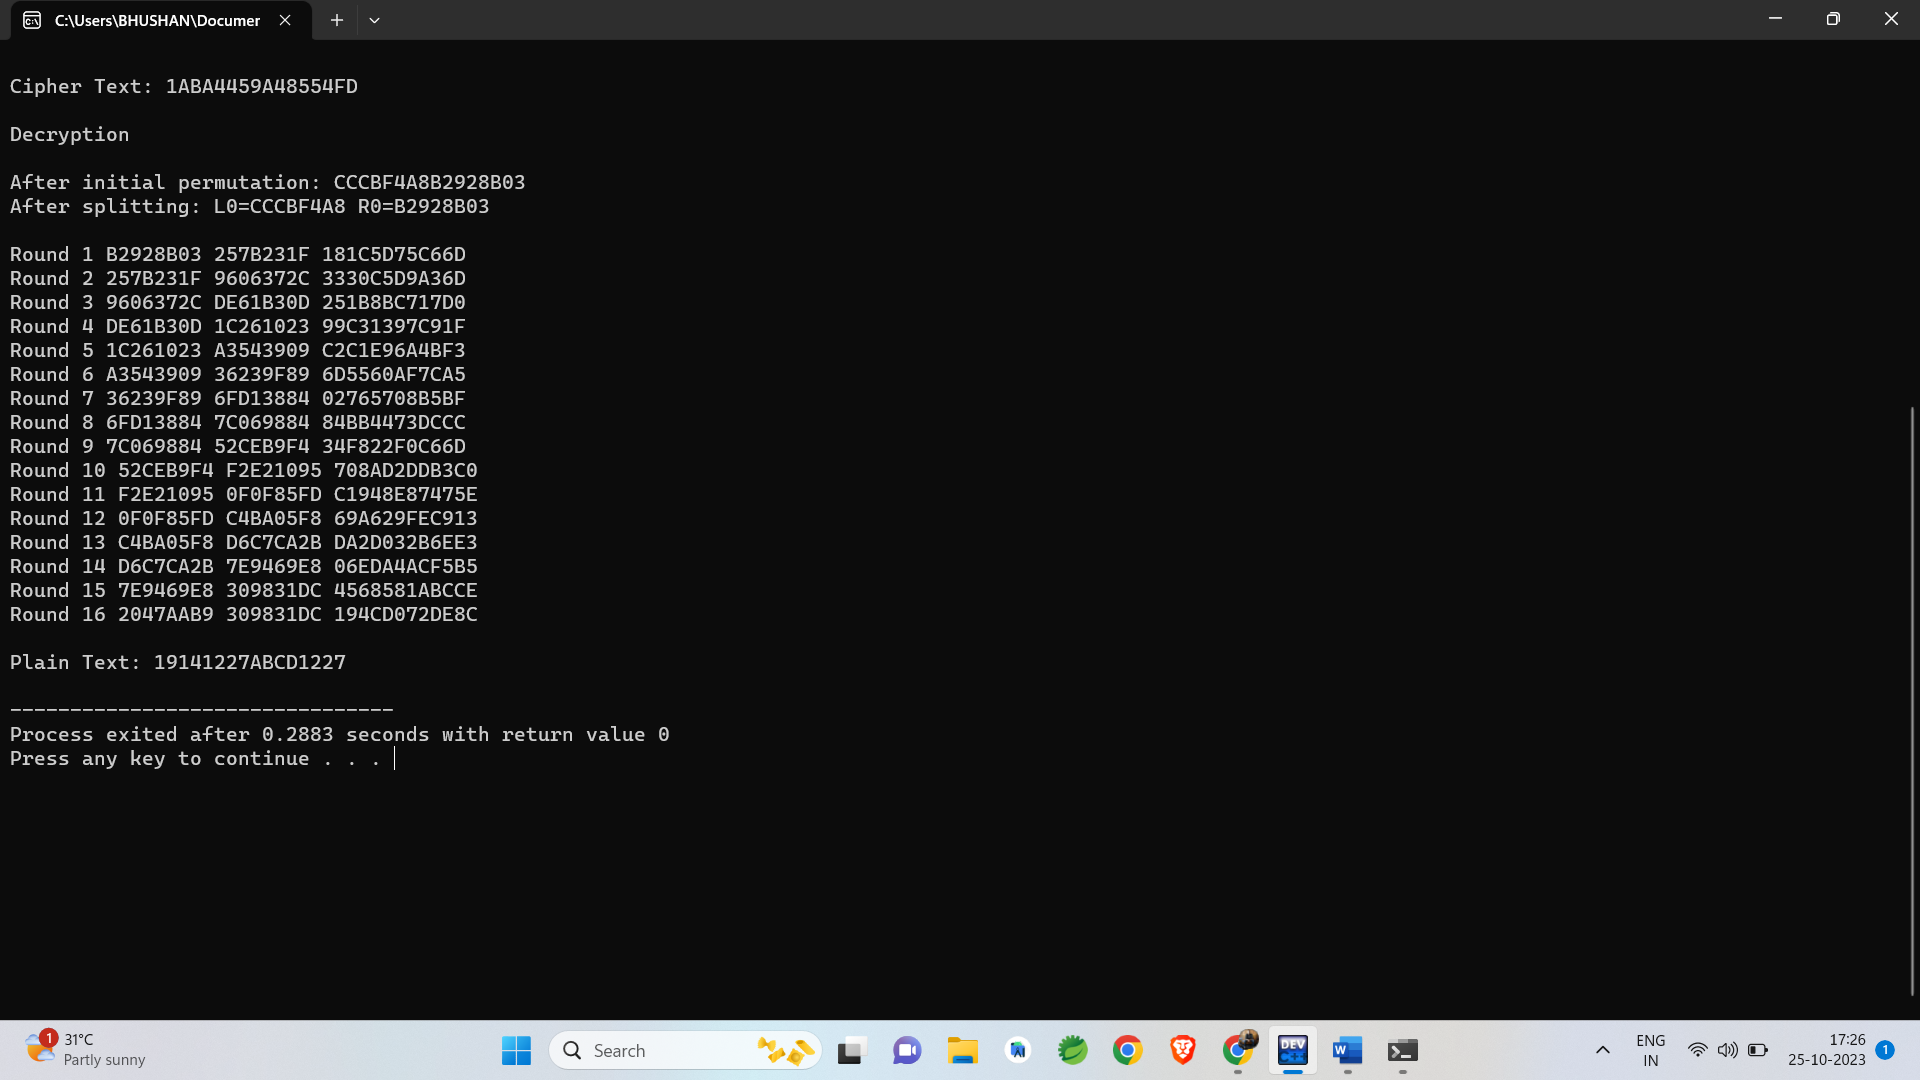 C:\Users\BHUSHAN\Documer
Cipher Text: 1ABA4459A48554FD
Decryption
After initial permutation: CCCBF4A8B2928B03
After splitting: L0=CCCBF4A8 R0=B2928B03
Round 1 B2928B03 257B231F 181C5D75C66D
Round 2 257B231F 9606372C 3330C5D9A36D
Round 3 9606372C DE61B30D 251B8BC717D0
Round 4 DE61B30D 1C261023 99C31397C91F
Round 5 1C261023 A3543909 C2C1E96A4BF3
Round 6 A3543909 36239F89 6D5560AF7CA5
Round 7 36239F89 6FD13884 02765708B5BF
Round 8 6FD13884 7C069884 84BB4473DCCC
Round 9 7C069884 52CEB9F4 34F822F0C66D
Round 10 52CEB9F4 F2E21095 708AD2DDB3C0
Round 11 F2E21095 0F0F85FD C1948E87475E
Round 12 0F0F85FD C4BA05F8 69A629FEC913
Round 13 C4BA05F8 D6C7CA2B DA2D032B6EE3
Round 14 D6C7CA2B 7E9469E8 06EDA4ACF5B5
Round 15 7E9469E8 309831DC 4568581ABCCE
Round 16 2047AAB9 309831DC 194CD072DE8C
Plain Text: 19141227ABCD1227
--------------------------------
Process exited after 0.2883 seconds with return value 0
Press any key to continue . . .
1
31°C
Partly sunny
Search
AI
DEV
C++
W
ENG
IN
17:26
25-10-2023
1